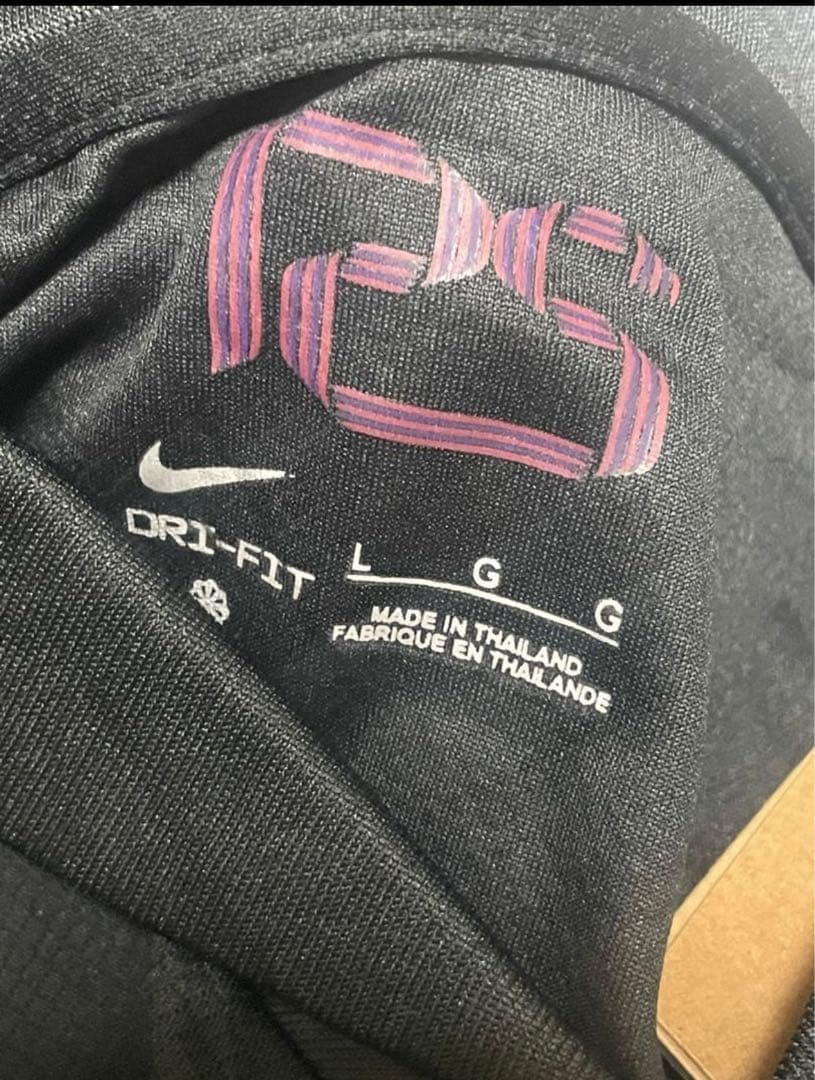 DRI-FIT
L G G
MADE IN THAILAND
FABRIQUE EN THAILANDE